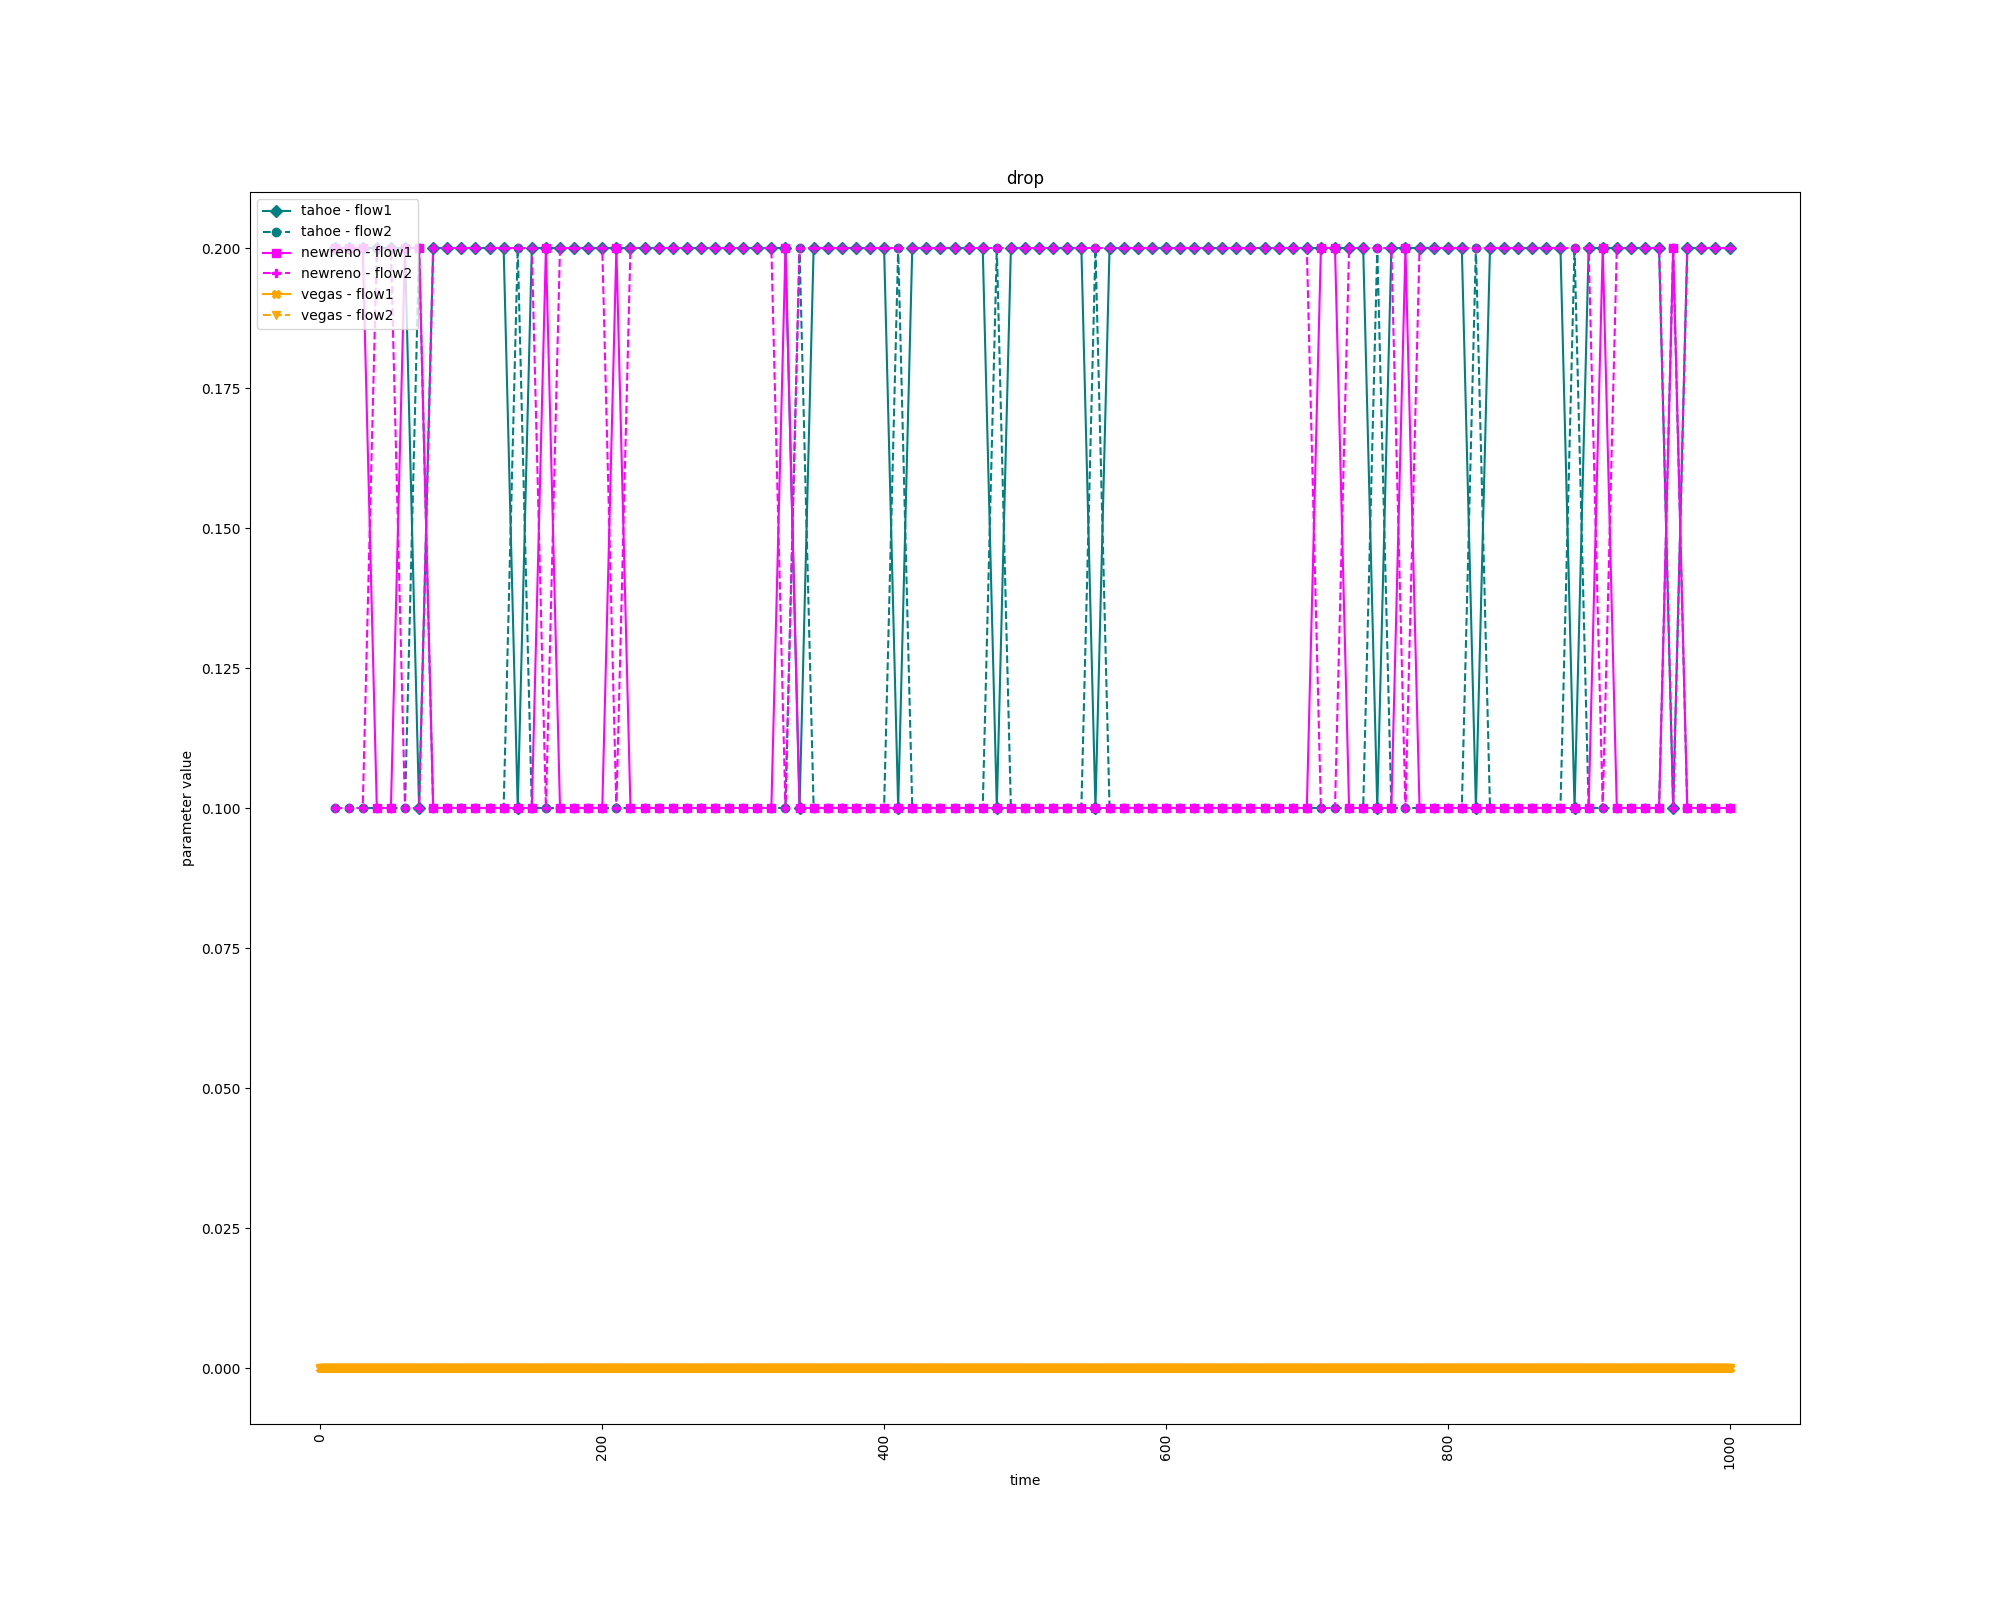 drop
tahoe - flow1
tahoe - flow2
newreno - flow1
newreno - flow2
vegas - flow1
vegas - flow2
0.200
0.175
0.150
0.125
0.100
0.075
0.050
0.025
0.000
parameter value
0
200
400
600
800
1000
time